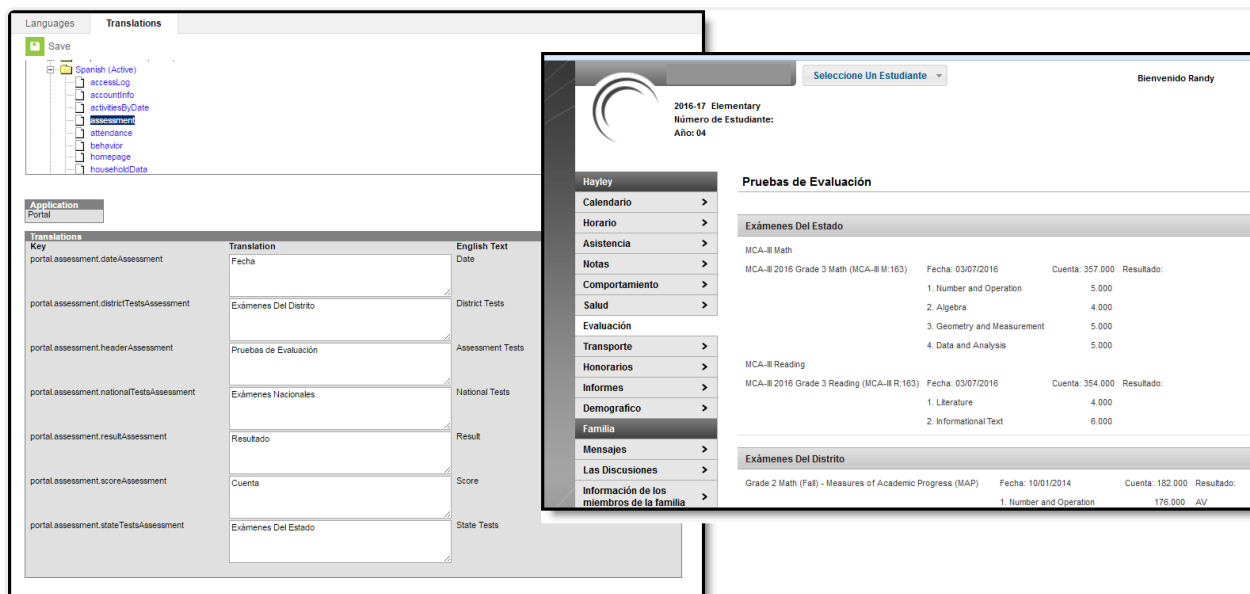 Languages Translations
Save
Spanish (Active)
accessLog
accountInfo
activitiesByDate
assessment
attendance
behavior
homepage
householdData
Application
Portal
Translations
Key Translation English Text
portal.assessment.dateAssessment Fecha Date
portal.assessment.districtTestsAssessment Exámenes Del Distrito District Tests
portal.assessment.headerAssessment Pruebas de Evaluación Assessment Tests
portal.assessment.nationalTestsAssessment Exámenes Nacionales National Tests
portal.assessment.resultAssessment Resultado Result
portal.assessment.scoreAssessment Cuenta Score
portal.assessment.stateTestsAssessment Exámenes Del Estado State Tests
Seleccione Un Estudiante
Bienvenido Randy
2016-17 Elementary
Número de Estudiante:
Año: 04
Hayley
Calendario
Horario
Asistencia
Notas
Comportamiento
Salud
Evaluación
Transporte
Honorarios
Informes
Demografico
Familia
Mensajes
Las Discusiones
Información de los
miembros de la familia
Pruebas de Evaluación
Exámenes Del Estado
MCA-III Math
MCA-III 2016 Grade 3 Math (MCA-III M:163) Fecha: 03/07/2016 Cuenta: 357.000 Resultado:
1. Number and Operation 5.000
2. Algebra 4.000
3. Geometry and Measurement 5.000
4. Data and Analysis 5.000
MCA-III Reading
MCA-III 2016 Grade 3 Reading (MCA-III R:163) Fecha: 03/07/2016 Cuenta: 354.000 Resultado:
1. Literature 4.000
2. Informational Text 6.000
Exámenes Del Distrito
Grade 2 Math (Fall) - Measures of Academic Progress (MAP) Fecha: 10/01/2014 Cuenta: 182.000 Resultado:
1. Number and Operation 176.000 AV